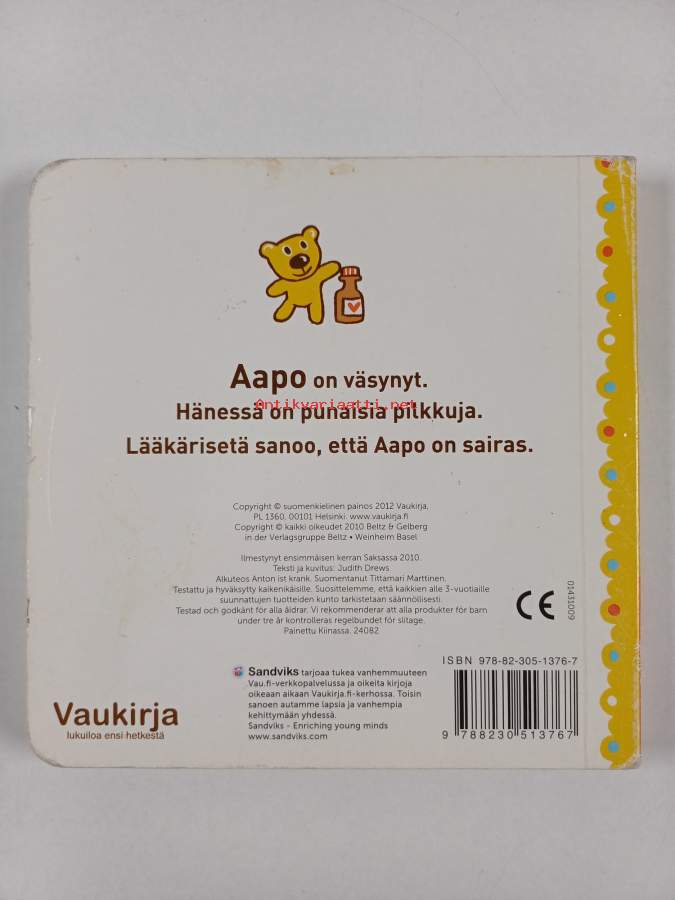 Aapo on väsynyt.
Hänessä on punaisia pilkkuja.
Antikvariaatti.net
Lääkärisetä sanoo, että Aapo on sairas.
Copyright © suomenkielinen painos 2012 Vaukirja,
PL 1360, 00101 Helsinki. www.vaukirja.fi
Copyright © kaikki oikeudet 2010 Beltz & Gelberg
in der Verlagsgruppe Beltz • Weinheim Basel
Ilmestynyt ensimmäisen kerran Saksassa 2010.
Teksti ja kuvitus: Judith Drews
Alkuteos Anton ist krank. Suomentanut Tittamari Marttinen.
Testattu ja hyväksytty kaikenikäisille. Suosittelemme, että kaikkien alle 3-vuotiaille
suunnattujen tuotteiden kunto tarkistetaan säännöllisesti.
Testad och godkänt för alla åldrar. Vi rekommenderar att alla produkter för barn
under tre år kontrolleras regelbundet för slitage.
Painettu Kiinassa. 24082
CE
01431009
ISBN 978-82-305-1376-7
9 788230 513767
Sandviks tarjoaa tukea vanhemmuuteen
Vau.fi-verkkopalvelussa ja oikeita kirjoja
oikeaan aikaan Vaukirja.fi-kerhossa. Toisin
sanoen autamme lapsia ja vanhempia
kehittymään yhdessä.
Sandviks - Enriching young minds
www.sandviks.com
Vaukirja
lukuiloa ensi hetkestä